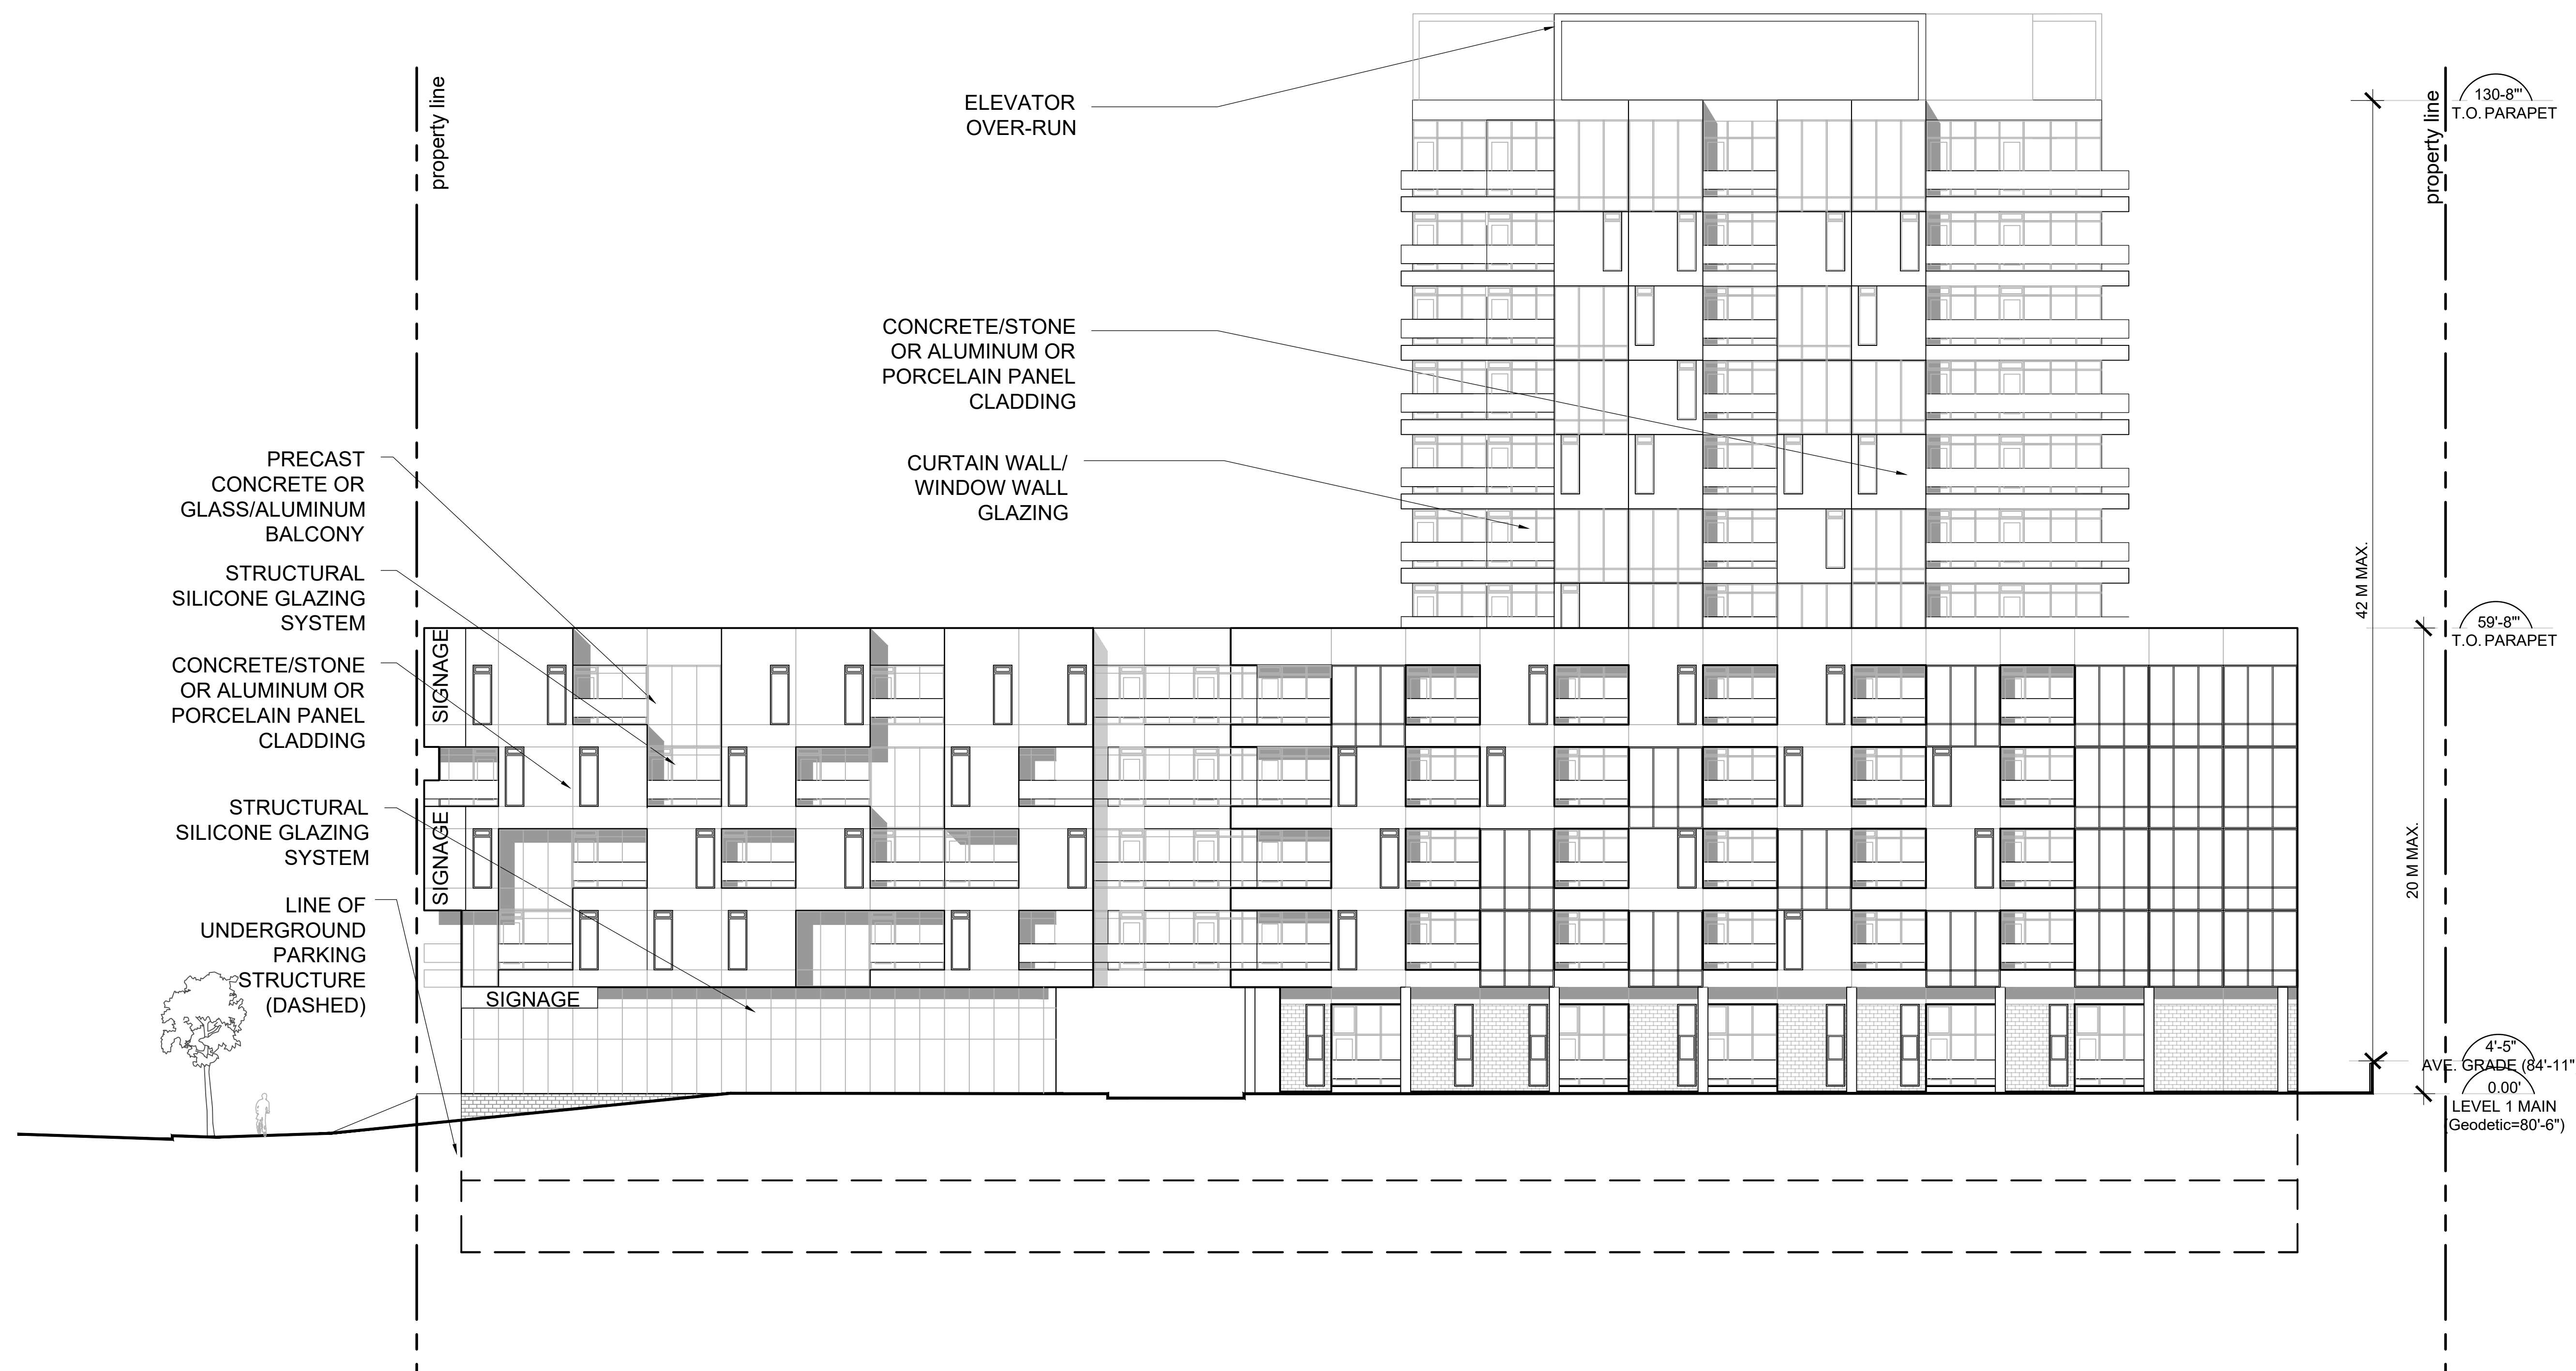 property line
ELEVATOR
OVER-RUN
property line
130-8"'
T.O. PARAPET
CONCRETE/STONE
OR ALUMINUM OR
PORCELAIN PANEL
CLADDING
CURTAIN WALL/
WINDOW WALL
GLAZING
PRECAST
CONCRETE OR
GLASS/ALUMINUM
BALCONY
STRUCTURAL
SILICONE GLAZING
SYSTEM
CONCRETE/STONE
OR ALUMINUM OR
PORCELAIN PANEL
CLADDING
STRUCTURAL
SILICONE GLAZING
SYSTEM
LINE OF
UNDERGROUND
PARKING
STRUCTURE
(DASHED)
SIGNAGE
SIGNAGE
SIGNAGE
42 M MAX.
59'-8"'
T.O. PARAPET
20 M MAX.
4'-5"
AVE. GRADE (84'-11"
0.00'
LEVEL 1 MAIN
(Geodetic=80'-6")